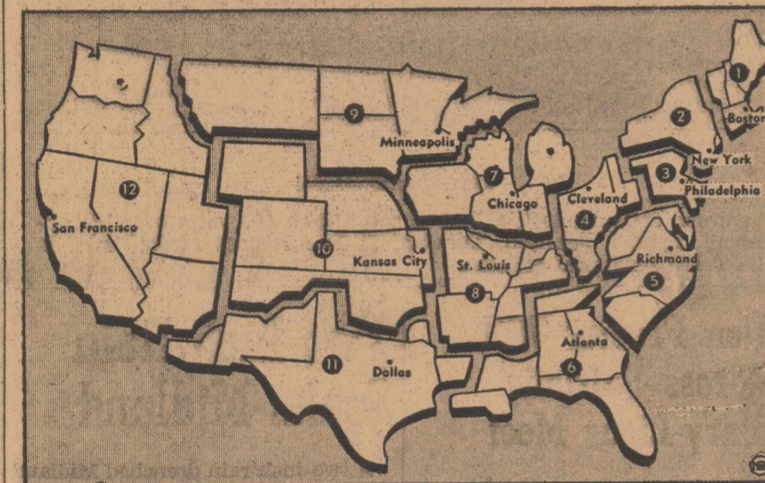 1
Boston
2
New York
3
Philadelphia
9
Minneapolis
7
Chicago
Cleveland
4
12
San Francisco
10
Kansas City
St. Louis
8
Richmond
5
Atlanta
6
11
Dallas